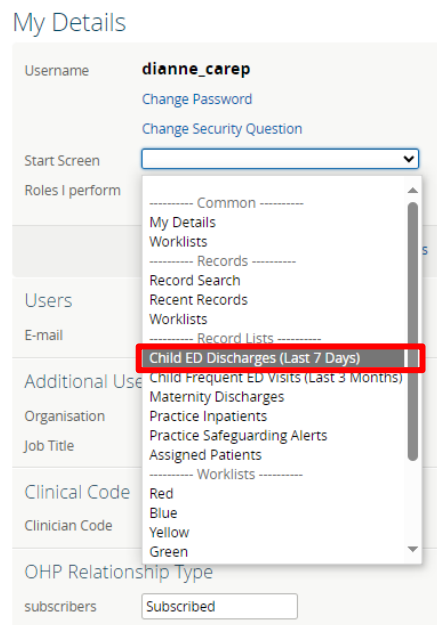 My Details
Username dianne_carep
Change Password
Change Security Question
Start Screen
Roles I perform
---------- Common ----------
My Details
Worklists
---------- Records ----------
Record Search
Recent Records
Worklists
---------- Record Lists ----------
Child ED Discharges (Last 7 Days)
Child Frequent ED Visits (Last 3 Months)
Maternity Discharges
Practice Inpatients
Practice Safeguarding Alerts
Assigned Patients
---------- Worklists ----------
Red
Blue
Yellow
Green
s
Users
E-mail
Additional Use
Organisation
Job Title
Clinical Code
Clinician Code
OHP Relationship Type
subscribers Subscribed